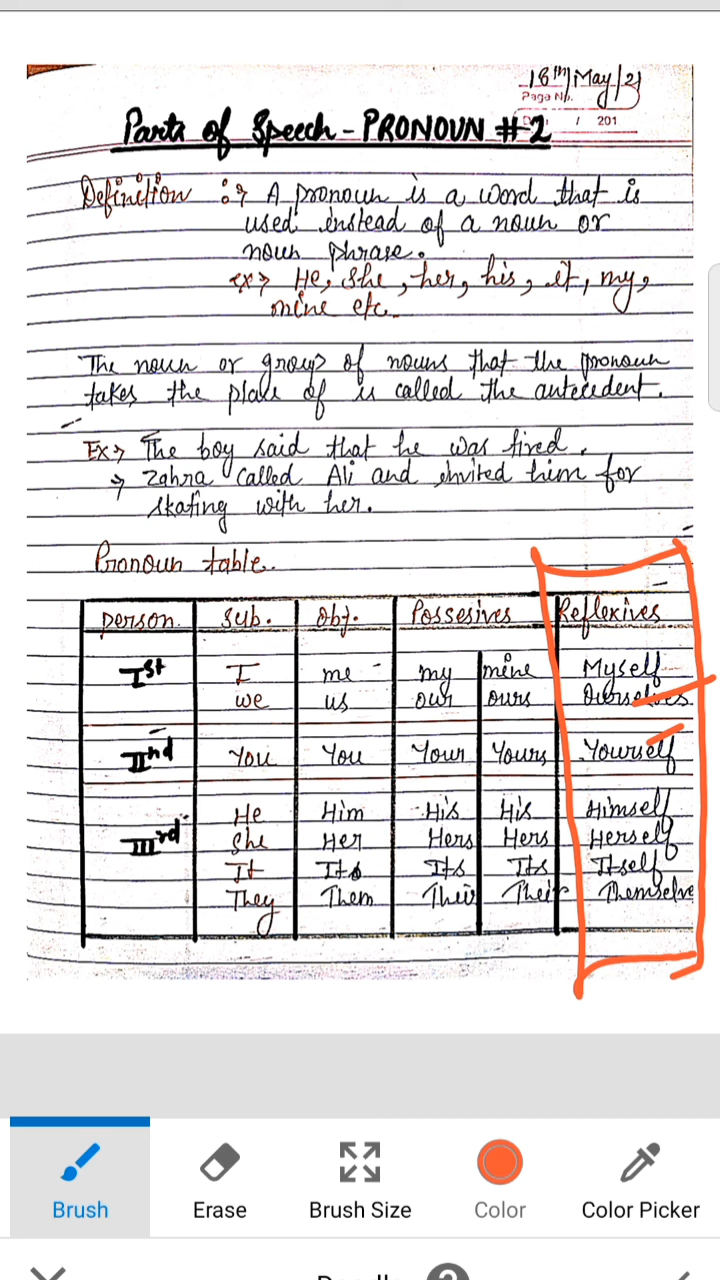 18th May/21
Page No.
/ 201
Parts of Speech - PRONOUN #2
Definition :→ A pronoun is a word that is
used instead of a noun or
noun phrase.
ex→ He, she, her, his, it, my,
mine etc.
The noun or group of nouns that the pronoun
takes the place of is called the antecedent.
Ex→ The boy said that he was tired.
→ Zahra called Ali and invited him for
skating with her.
Pronoun table.
person. Sub. Obj. Possesives Reflexives
Ist I me my mine Myself
we us our ours Ourselves
IInd You You Your Yours Yourself
He Him His His Himself
IIIrd She Her Hers Hers Herself
It Its Its Its Itself
They Them Their Their Themselve
Brush Erase Brush Size Color Color Picker